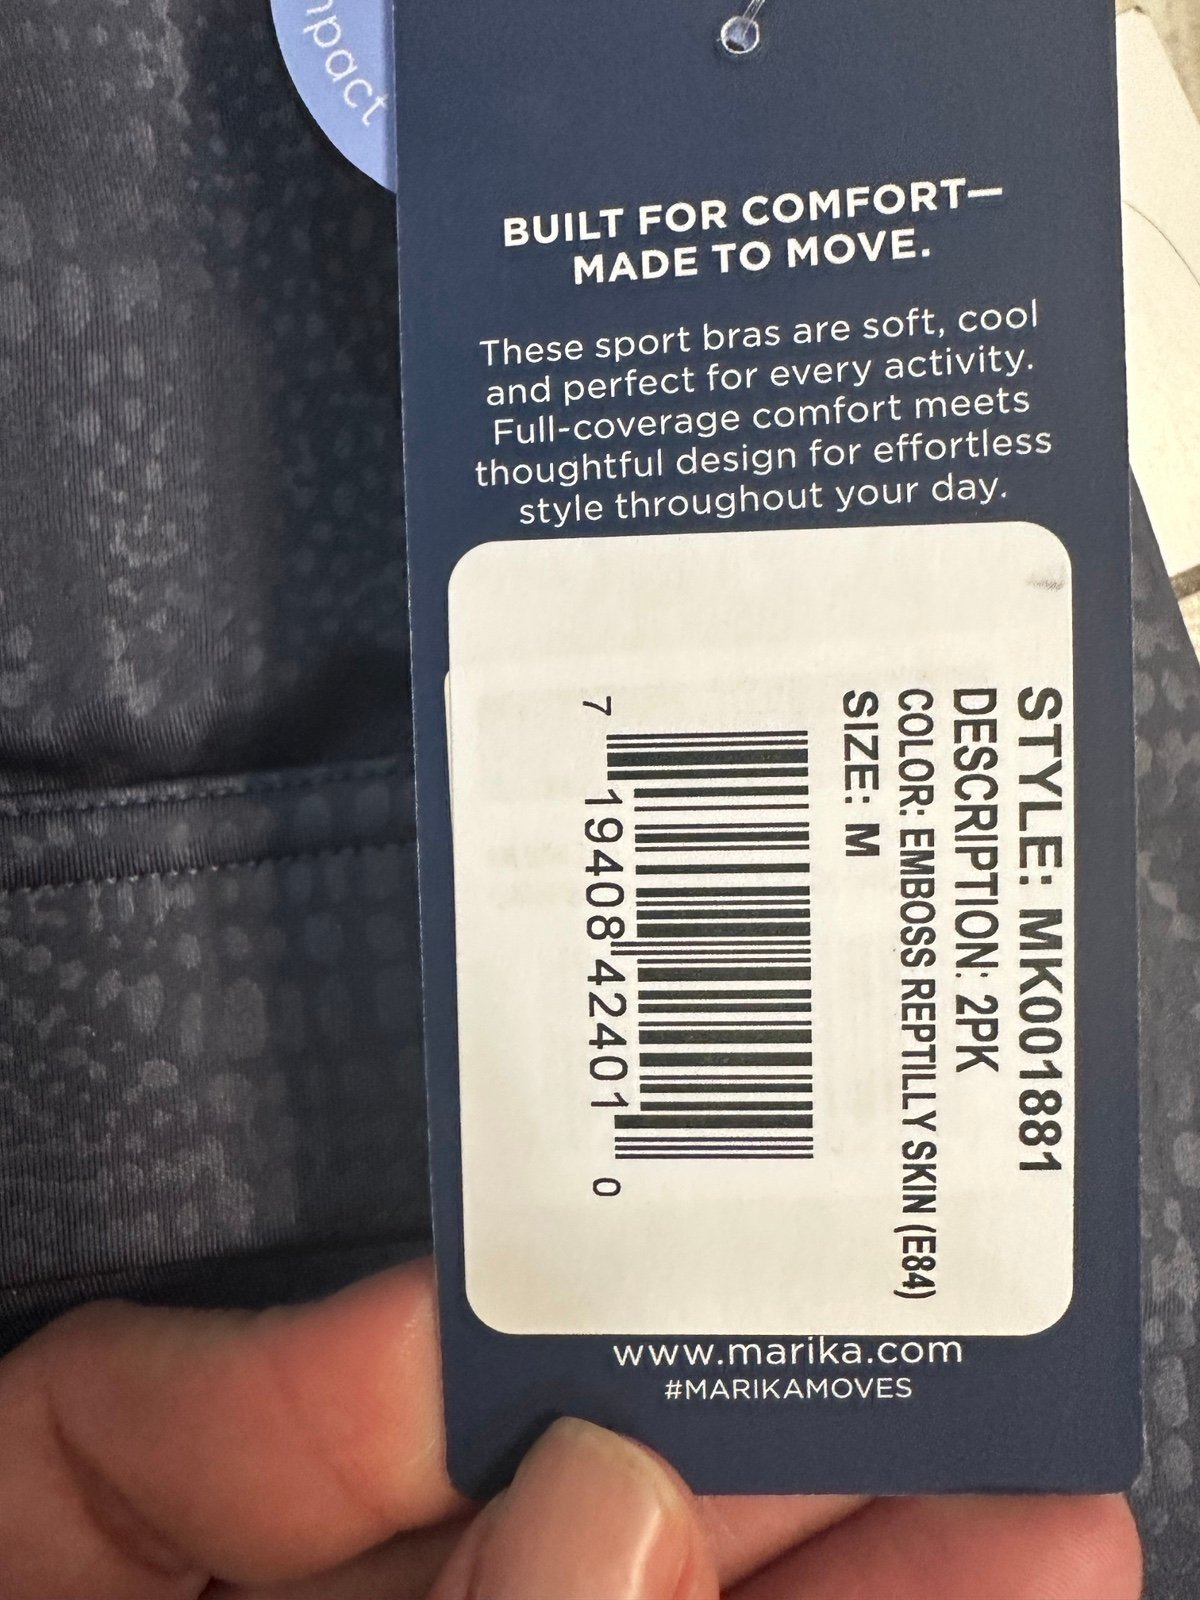 BUILT FOR COMFORT—
MADE TO MOVE.
These sport bras are soft, cool
and perfect for every activity.
Full-coverage comfort meets
thoughtful design for effortless
style throughout your day.
STYLE: MK001881
DESCRIPTION: 2PK
COLOR: EMBOSS REPTILLY SKIN (E84)
SIZE: M
7 19408 42401 0
www.marika.com
#MARIKAMOVES